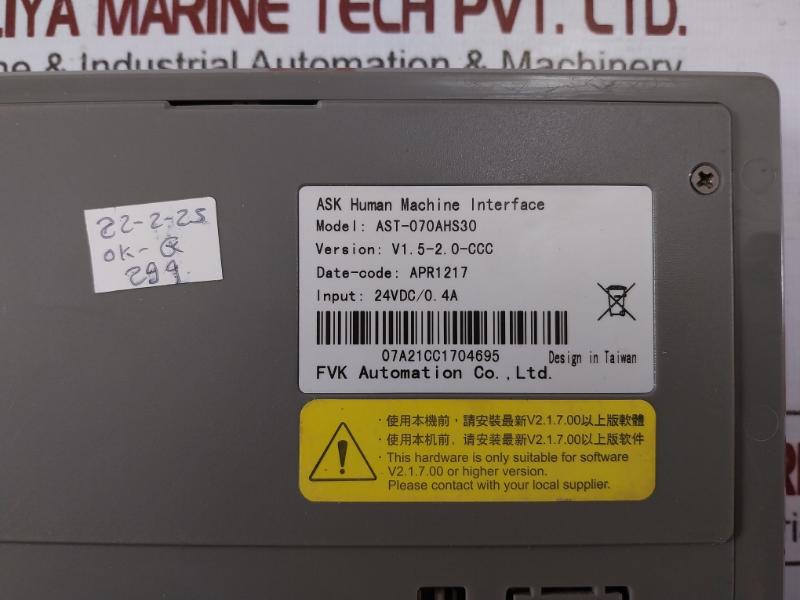 LIYA MARINE TECH PVT. LTD.
ne & Industrial Automation & Machinery
22-2-25
OK-
299
ASK Human Machine Interface
Model: AST-070AHS30
Version: V1.5-2.0-CCC
Date-code: APR1217
Input: 24VDC/0.4A
07A21CC1704695
Design in Taiwan
FVK Automation Co.,Ltd.
· 使用本機前，請安裝最新V2.1.7.00以上版軟體
· 使用本机前，请安装最新V2.1.7.00以上版软件
· This hardware is only suitable for software
V2.1.7.00 or higher version.
Please contact with your local supplier.